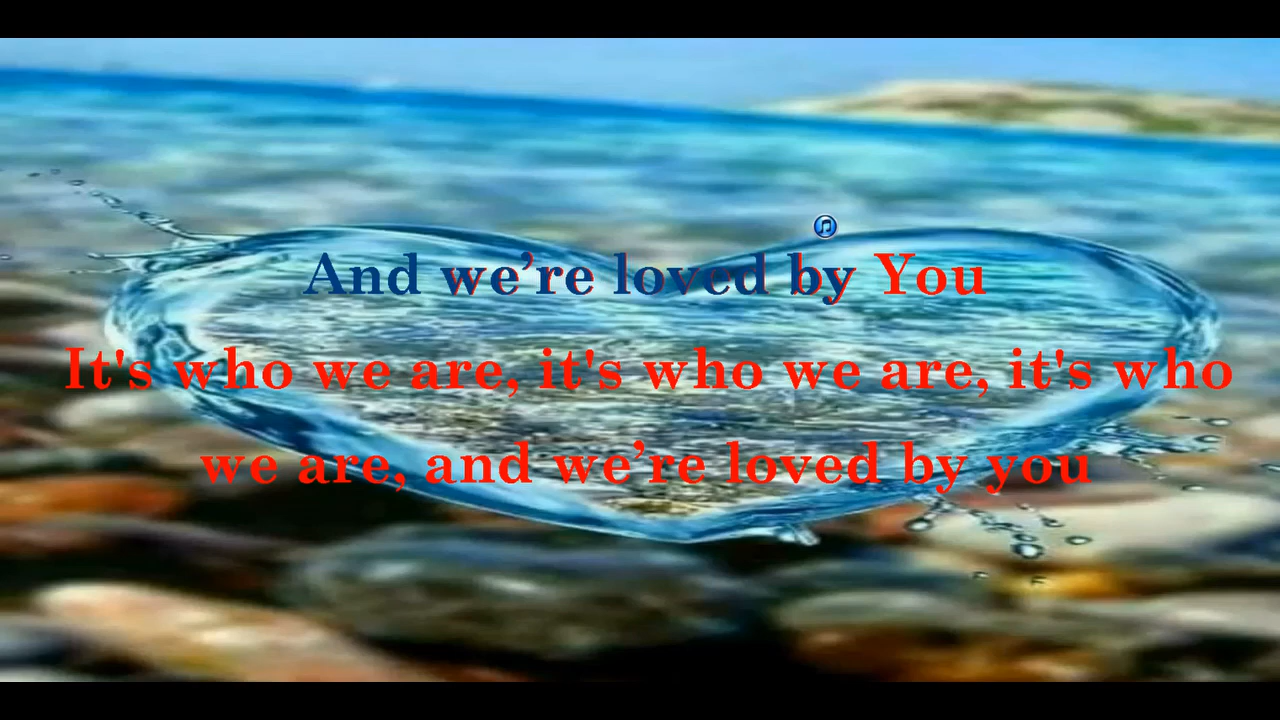 And we’re loved by You
It's who we are, it's who we are, it's who
we are, and we’re loved by you